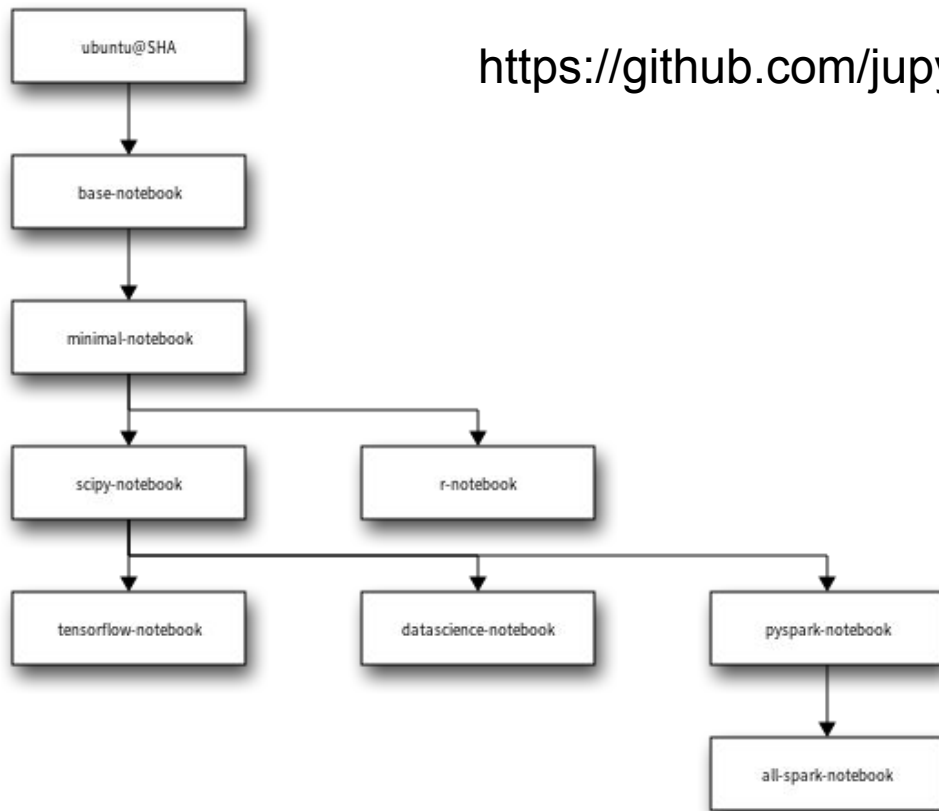 ubuntu@SHA
https://github.com/jupy
base-notebook
minimal-notebook
scipy-notebook
r-notebook
tensorflow-notebook
datascience-notebook
pyspark-notebook
all-spark-notebook